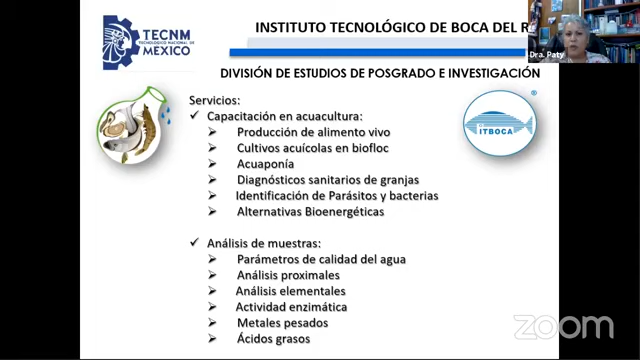 TECNM
TECNOLÓGICO NACIONAL DE
MÉXICO
INSTITUTO TECNOLÓGICO DE BOCA DEL R
Dra. Paty
DIVISIÓN DE ESTUDIOS DE POSGRADO E INVESTIGACIÓN
Servicios:
✓ Capacitación en acuacultura:
➢ Producción de alimento vivo
➢ Cultivos acuícolas en biofloc
➢ Acuaponía
➢ Diagnósticos sanitarios de granjas
➢ Identificación de Parásitos y bacterias
➢ Alternativas Bioenergéticas
®
ITBOCA
✓ Análisis de muestras:
➢ Parámetros de calidad del agua
➢ Análisis proximales
➢ Análisis elementales
➢ Actividad enzimática
➢ Metales pesados
➢ Ácidos grasos
zoom